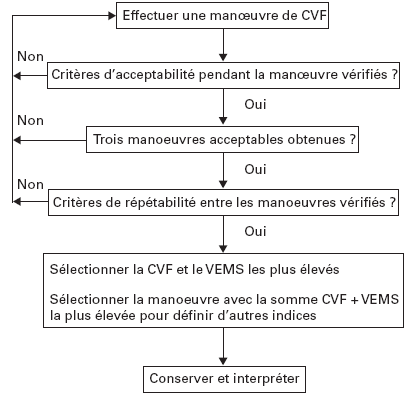 Effectuer une manœuvre de CVF
Non
Critères d'acceptabilité pendant la manœuvre vérifiés ?
Oui
Non
Trois manoeuvres acceptables obtenues ?
Oui
Non
Critères de répétabilité entre les manoeuvres vérifiés ?
Oui
Sélectionner la CVF et le VEMS les plus élevés
Sélectionner la manoeuvre avec la somme CVF + VEMS
la plus élevée pour définir d'autres indices
Conserver et interpréter